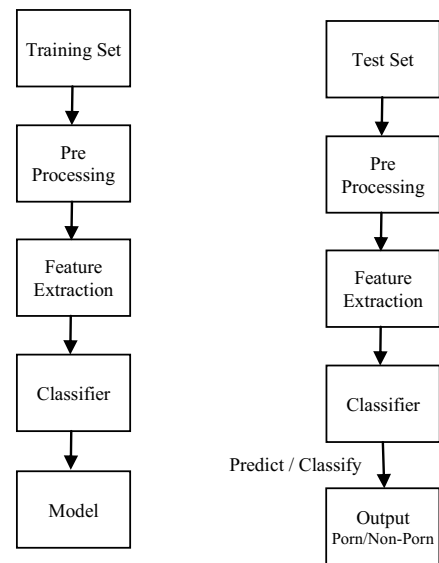 Training Set
Pre
Processing
Feature
Extraction
Classifier
Model
Test Set
Pre
Processing
Feature
Extraction
Classifier
Predict / Classify
Output
Porn/Non-Porn